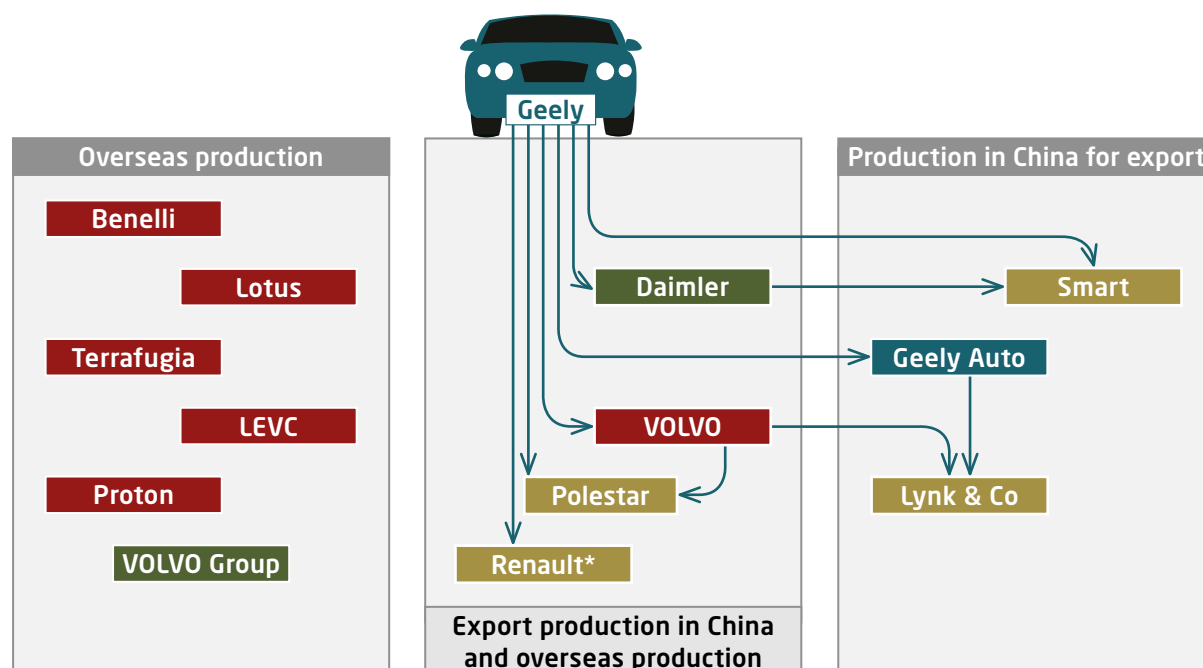 Geely
Overseas production
Benelli
Lotus
Terrafugia
LEVC
Proton
VOLVO Group
Daimler
VOLVO
Polestar
Renault*
Export production in China
and overseas production
Production in China for export
Smart
Geely Auto
Lynk & Co